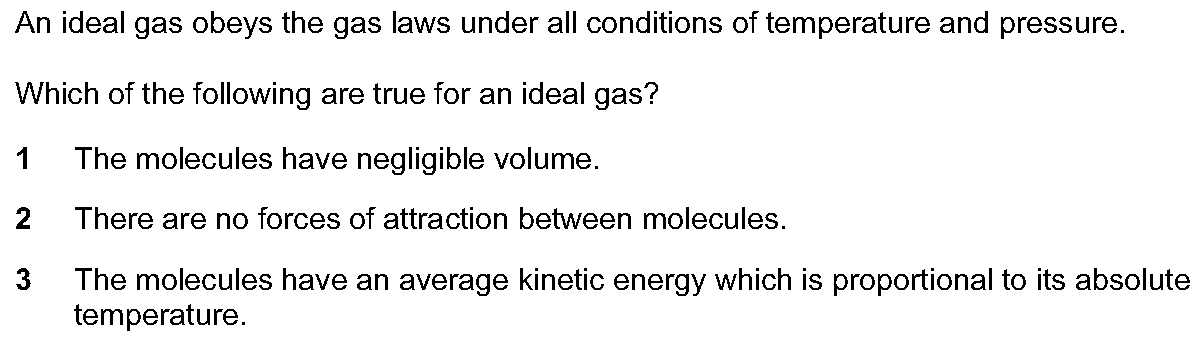 An ideal gas obeys the gas laws under all conditions of temperature and pressure.
Which of the following are true for an ideal gas?
1 The molecules have negligible volume.
2 There are no forces of attraction between molecules.
3 The molecules have an average kinetic energy which is proportional to its absolute
temperature.